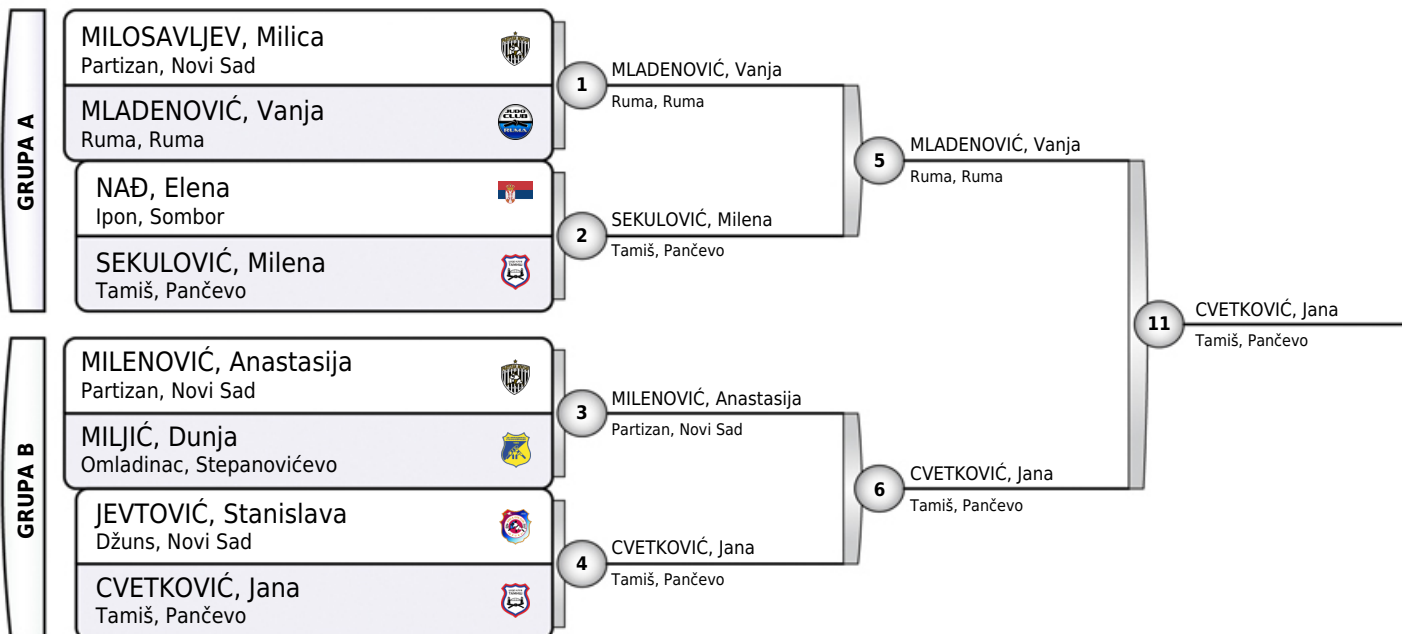 GRUPA A
MILOSAVLJEV, Milica
Partizan, Novi Sad
MLADENOVIĆ, Vanja
Ruma, Ruma
NAĐ, Elena
Ipon, Sombor
SEKULOVIĆ, Milena
Tamiš, Pančevo
1
MLADENOVIĆ, Vanja
Ruma, Ruma
2
SEKULOVIĆ, Milena
Tamiš, Pančevo
5
MLADENOVIĆ, Vanja
Ruma, Ruma
GRUPA B
MILENOVIĆ, Anastasija
Partizan, Novi Sad
MILJIĆ, Dunja
Omladinac, Stepanovićevo
JEVTOVIĆ, Stanislava
Džuns, Novi Sad
CVETKOVIĆ, Jana
Tamiš, Pančevo
3
MILENOVIĆ, Anastasija
Partizan, Novi Sad
4
CVETKOVIĆ, Jana
Tamiš, Pančevo
6
CVETKOVIĆ, Jana
Tamiš, Pančevo
11
CVETKOVIĆ, Jana
Tamiš, Pančevo
JUDO
CLUB
RUMA